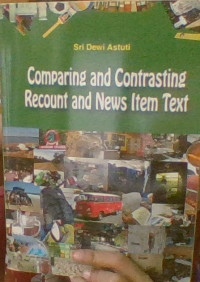 Sri Dewi Astuti
Comparing and Contrasting
Recount and News Item Text